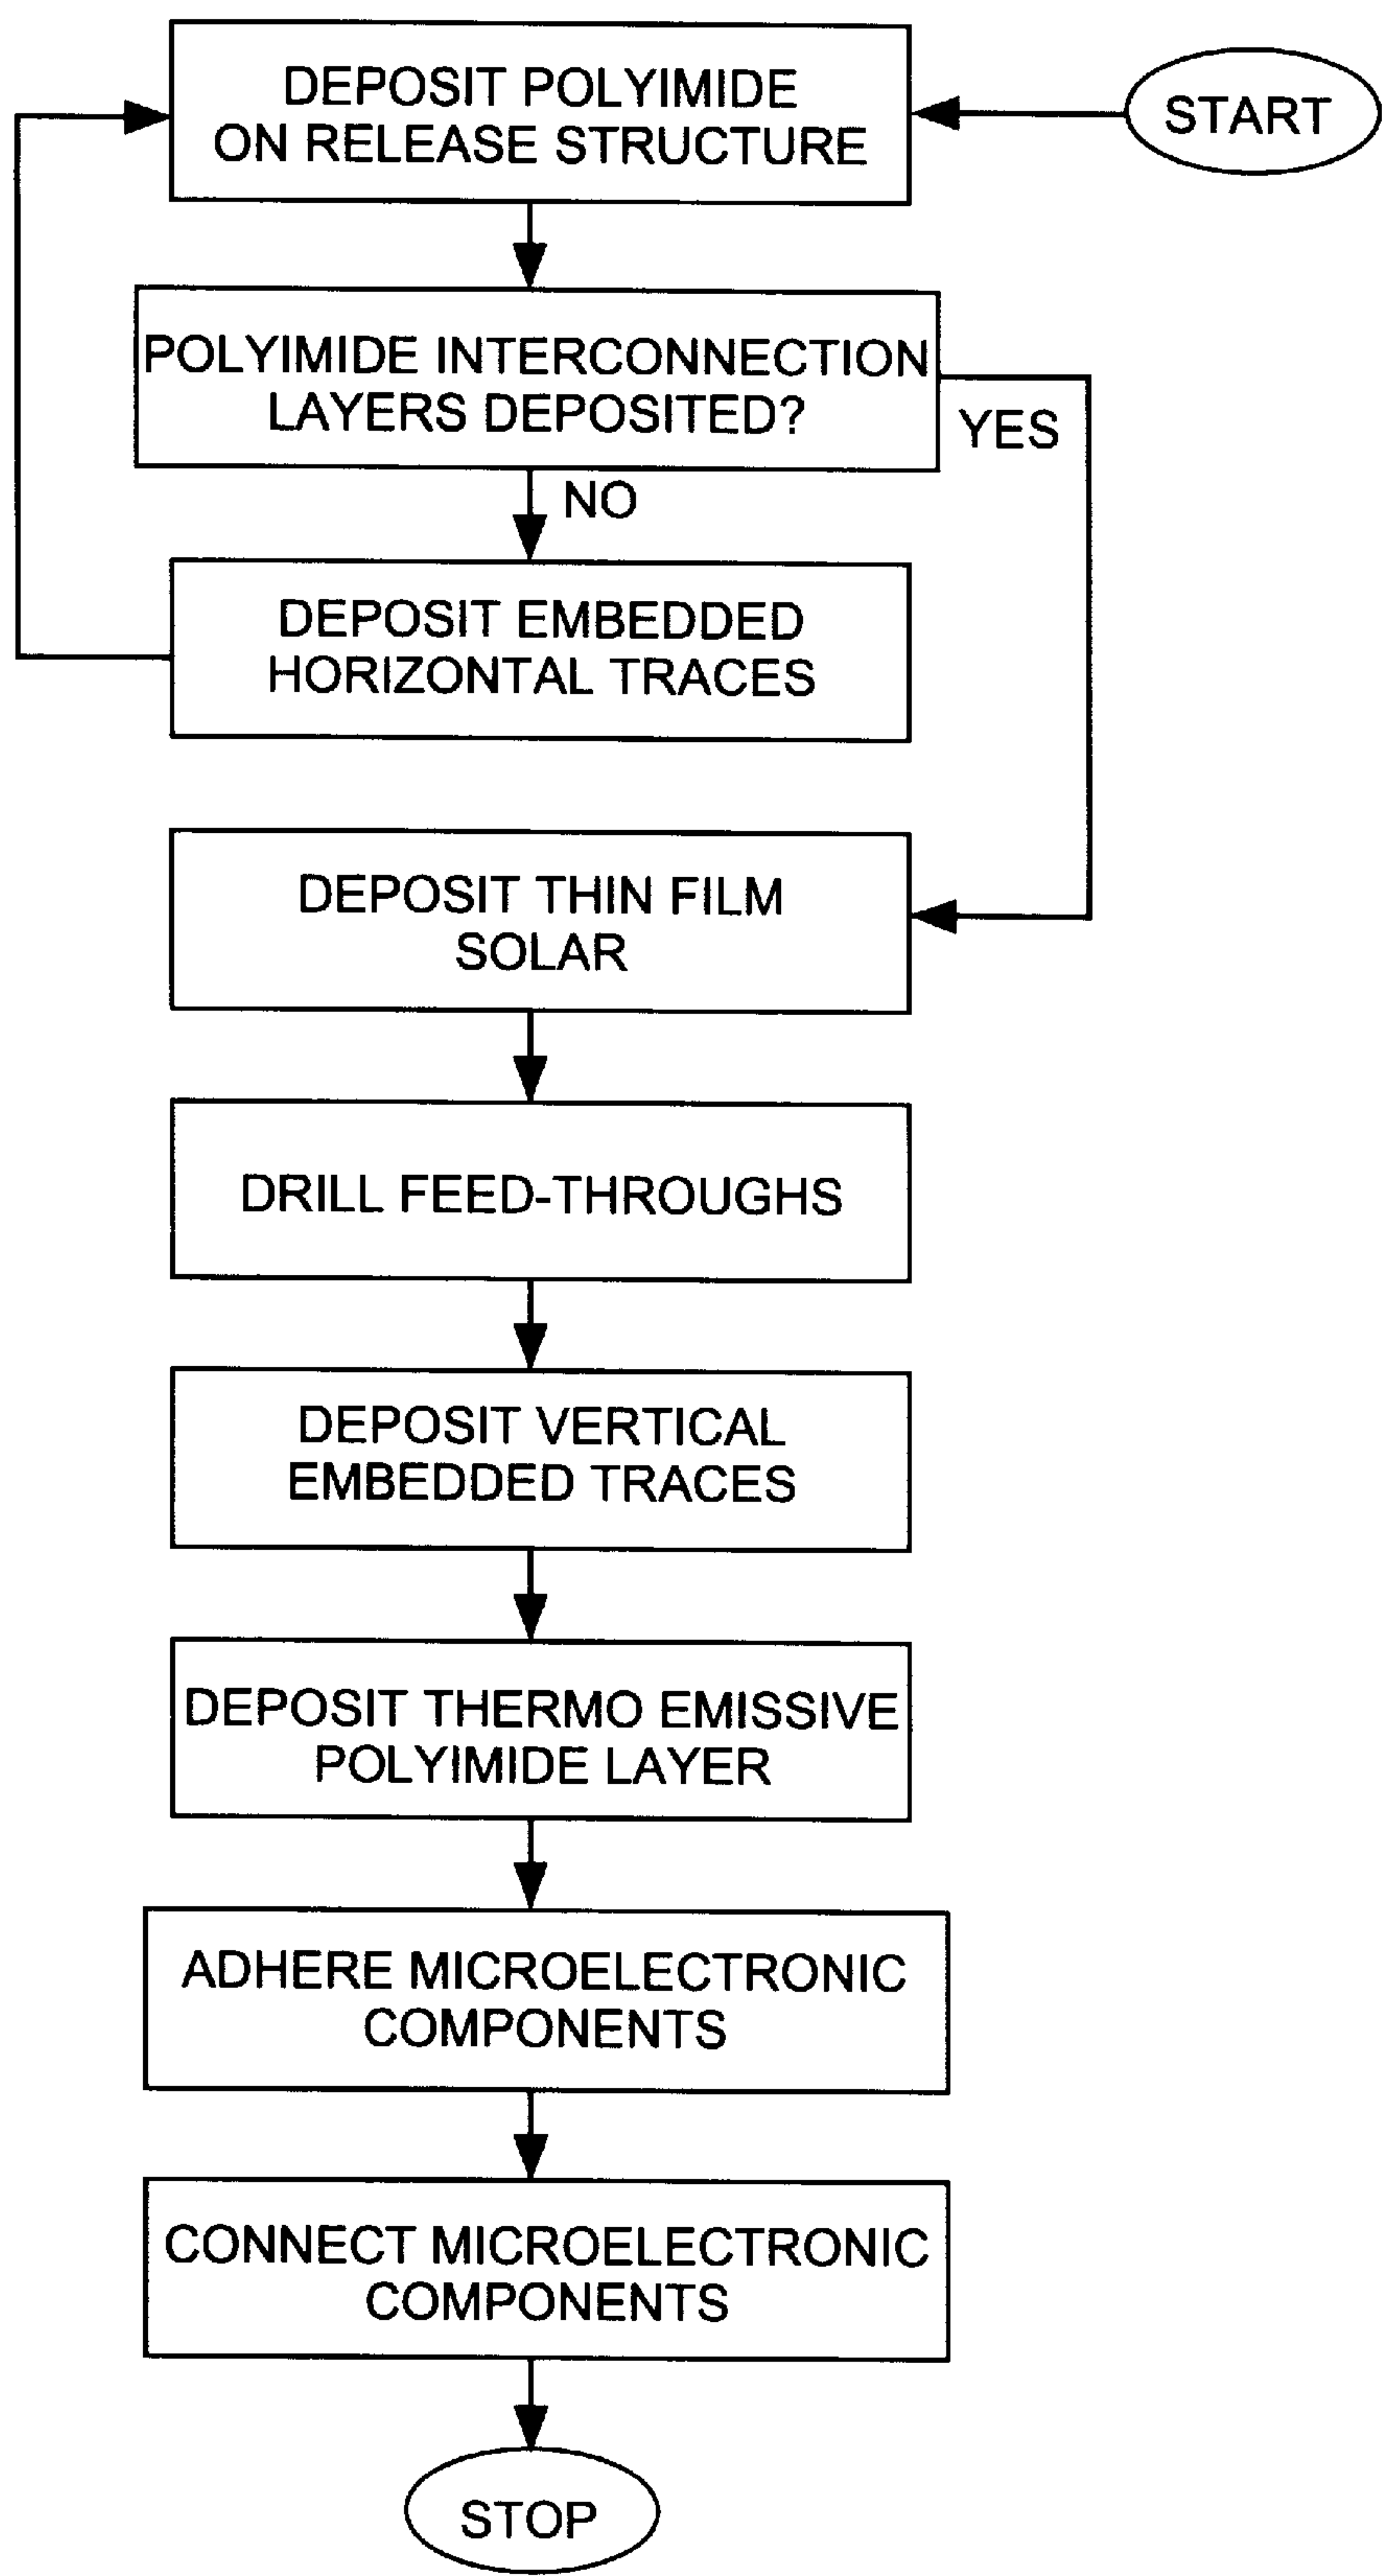 DEPOSIT POLYIMIDE
ON RELEASE STRUCTURE
START
POLYIMIDE INTERCONNECTION
LAYERS DEPOSITED?
YES
NO
DEPOSIT EMBEDDED
HORIZONTAL TRACES
DEPOSIT THIN FILM
SOLAR
DRILL FEED-THROUGHS
DEPOSIT VERTICAL
EMBEDDED TRACES
DEPOSIT THERMO EMISSIVE
POLYIMIDE LAYER
ADHERE MICROELECTRONIC
COMPONENTS
CONNECT MICROELECTRONIC
COMPONENTS
STOP